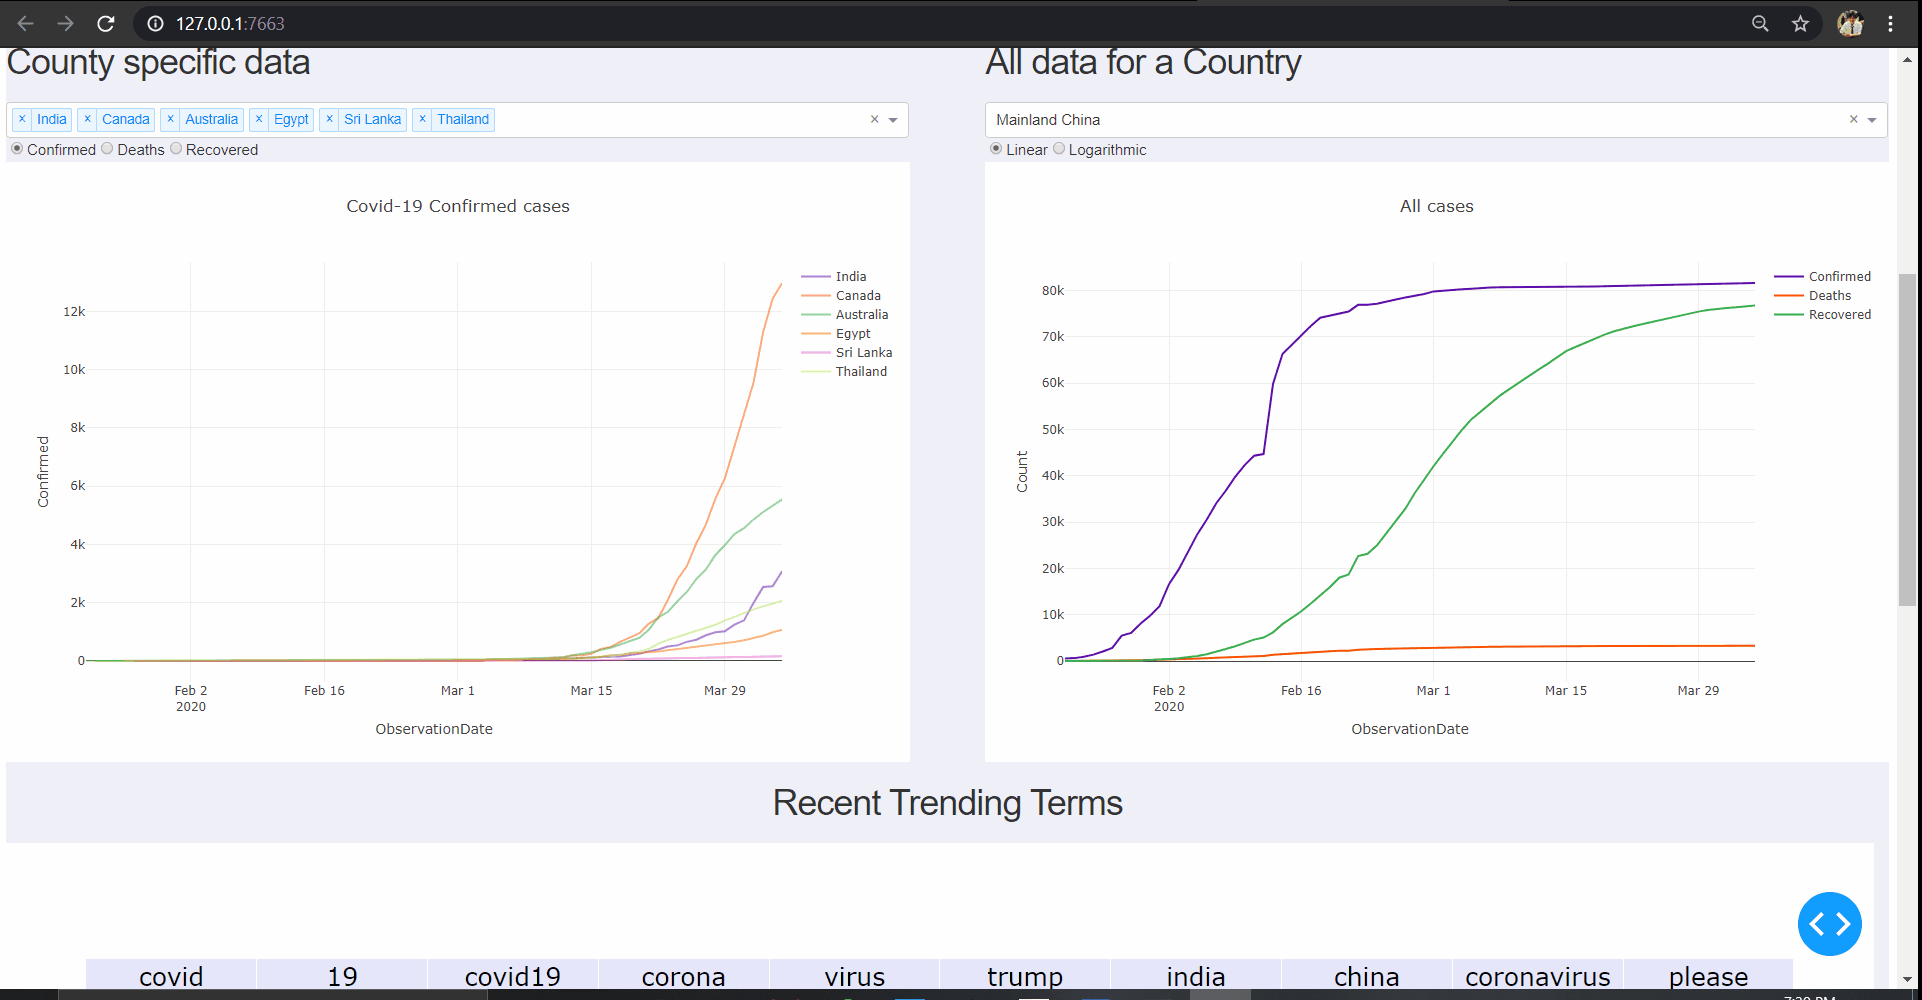 127.0.0.1:7663
County specific data
× India × Canada × Australia × Egypt × Sri Lanka × Thailand ×
Confirmed Deaths Recovered
Covid-19 Confirmed cases
12k
10k
8k
6k
4k
2k
0
Confirmed
Feb 2
2020
Feb 16
Mar 1
Mar 15
Mar 29
ObservationDate
India
Canada
Australia
Egypt
Sri Lanka
Thailand
All data for a Country
Mainland China ×
Linear Logarithmic
All cases
80k
70k
60k
50k
40k
30k
20k
10k
0
Count
Feb 2
2020
Feb 16
Mar 1
Mar 15
Mar 29
ObservationDate
Confirmed
Deaths
Recovered
Recent Trending Terms
covid 19 covid19 corona virus trump india china coronavirus please